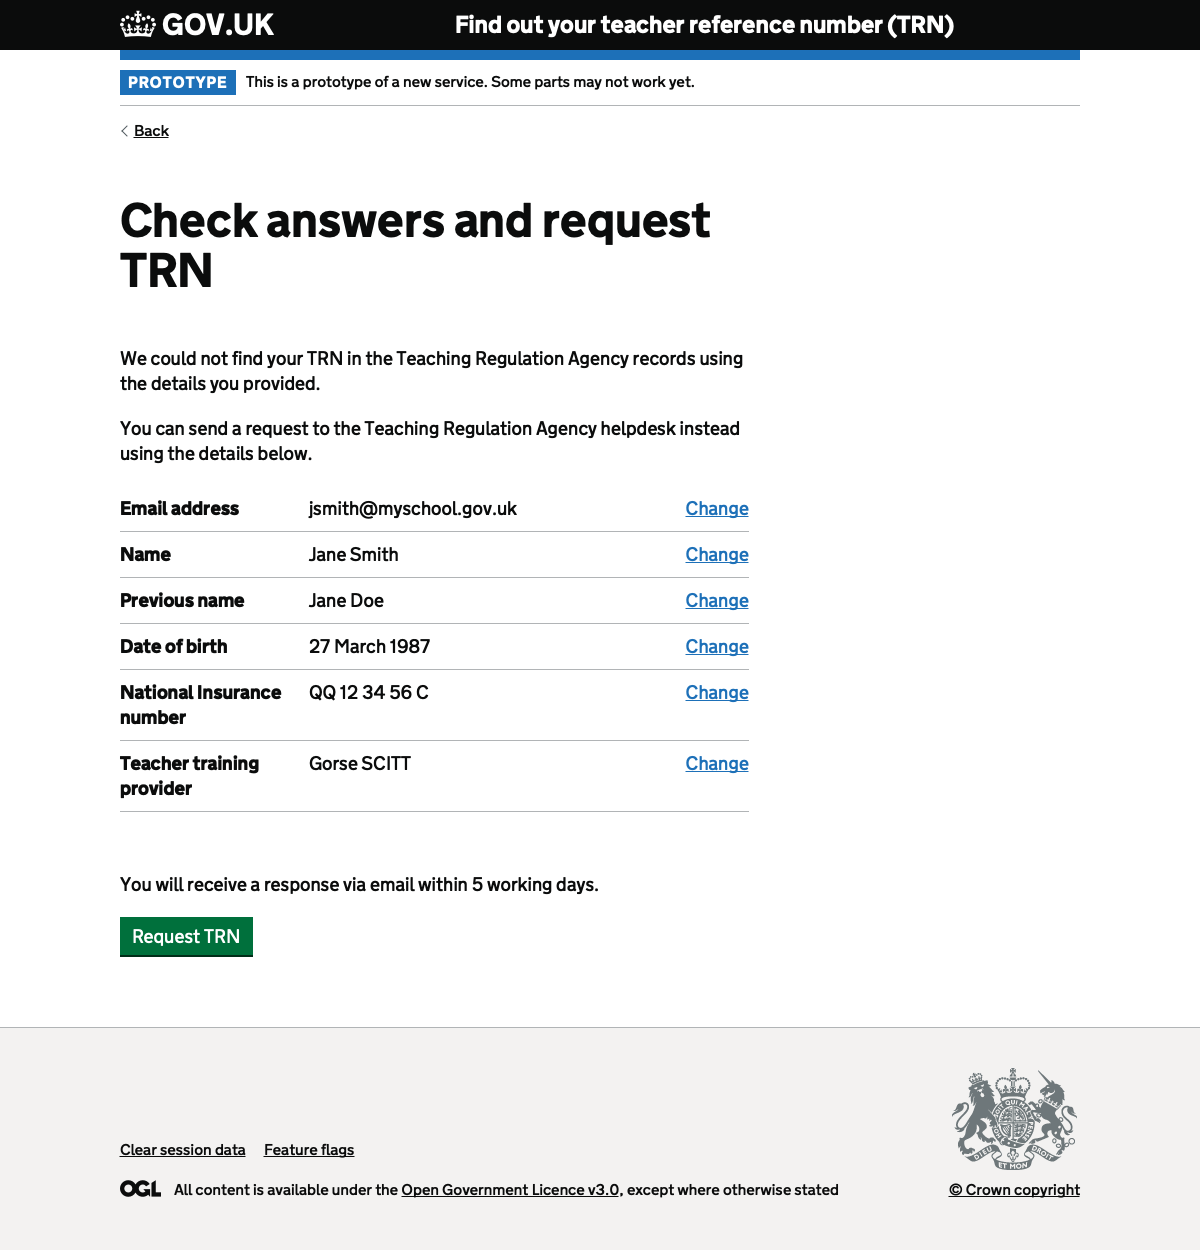 GOV.UK
Find out your teacher reference number (TRN)
PROTOTYPE This is a prototype of a new service. Some parts may not work yet.
Back
Check answers and request
TRN
We could not find your TRN in the Teaching Regulation Agency records using
the details you provided.
You can send a request to the Teaching Regulation Agency helpdesk instead
using the details below.
Email address jsmith@myschool.gov.uk Change
Name Jane Smith Change
Previous name Jane Doe Change
Date of birth 27 March 1987 Change
National Insurance
number QQ 12 34 56 C Change
Teacher training
provider Gorse SCITT Change
You will receive a response via email within 5 working days.
Request TRN
Clear session data Feature flags
OGL All content is available under the Open Government Licence v3.0, except where otherwise stated
DIEU ET MON DROIT
© Crown copyright